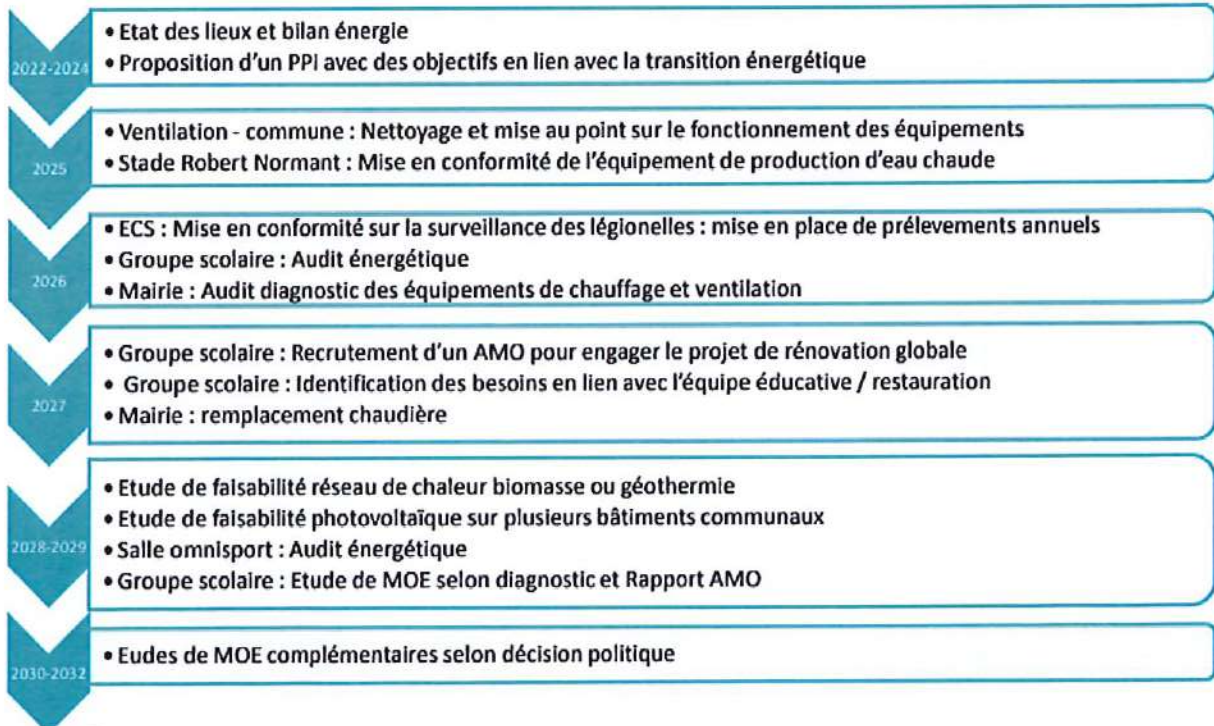 2022-2024
• Etat des lieux et bilan énergie
• Proposition d'un PPI avec des objectifs en lien avec la transition énergétique
2025
• Ventilation - commune : Nettoyage et mise au point sur le fonctionnement des équipements
• Stade Robert Normant : Mise en conformité de l'équipement de production d'eau chaude
2026
• ECS : Mise en conformité sur la surveillance des légionelles : mise en place de prélevements annuels
• Groupe scolaire : Audit énergétique
• Mairie : Audit diagnostic des équipements de chauffage et ventilation
2027
• Groupe scolaire : Recrutement d'un AMO pour engager le projet de rénovation globale
• Groupe scolaire : Identification des besoins en lien avec l'équipe éducative / restauration
• Mairie : remplacement chaudière
2028-2029
• Etude de faisabilité réseau de chaleur biomasse ou géothermie
• Etude de faisabilité photovoltaïque sur plusieurs bâtiments communaux
• Salle omnisport : Audit énergétique
• Groupe scolaire : Etude de MOE selon diagnostic et Rapport AMO
2030-2032
• Eudes de MOE complémentaires selon décision politique